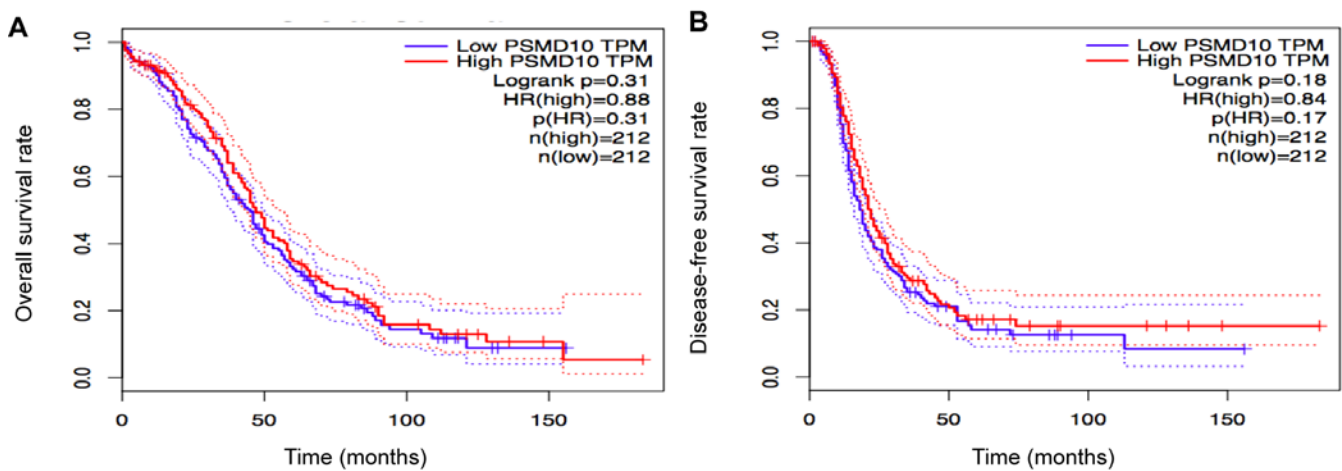 A
Low PSMD10 TPM
High PSMD10 TPM
Logrank p=0.31
HR(high)=0.88
p(HR)=0.31
n(high)=212
n(low)=212
Overall survival rate
1.0
0.8
0.6
0.4
0.2
0.0
0 50 100 150
Time (months)
B
Low PSMD10 TPM
High PSMD10 TPM
Logrank p=0.18
HR(high)=0.84
p(HR)=0.17
n(high)=212
n(low)=212
Disease-free survival rate
1.0
0.8
0.6
0.4
0.2
0.0
0 50 100 150
Time (months)